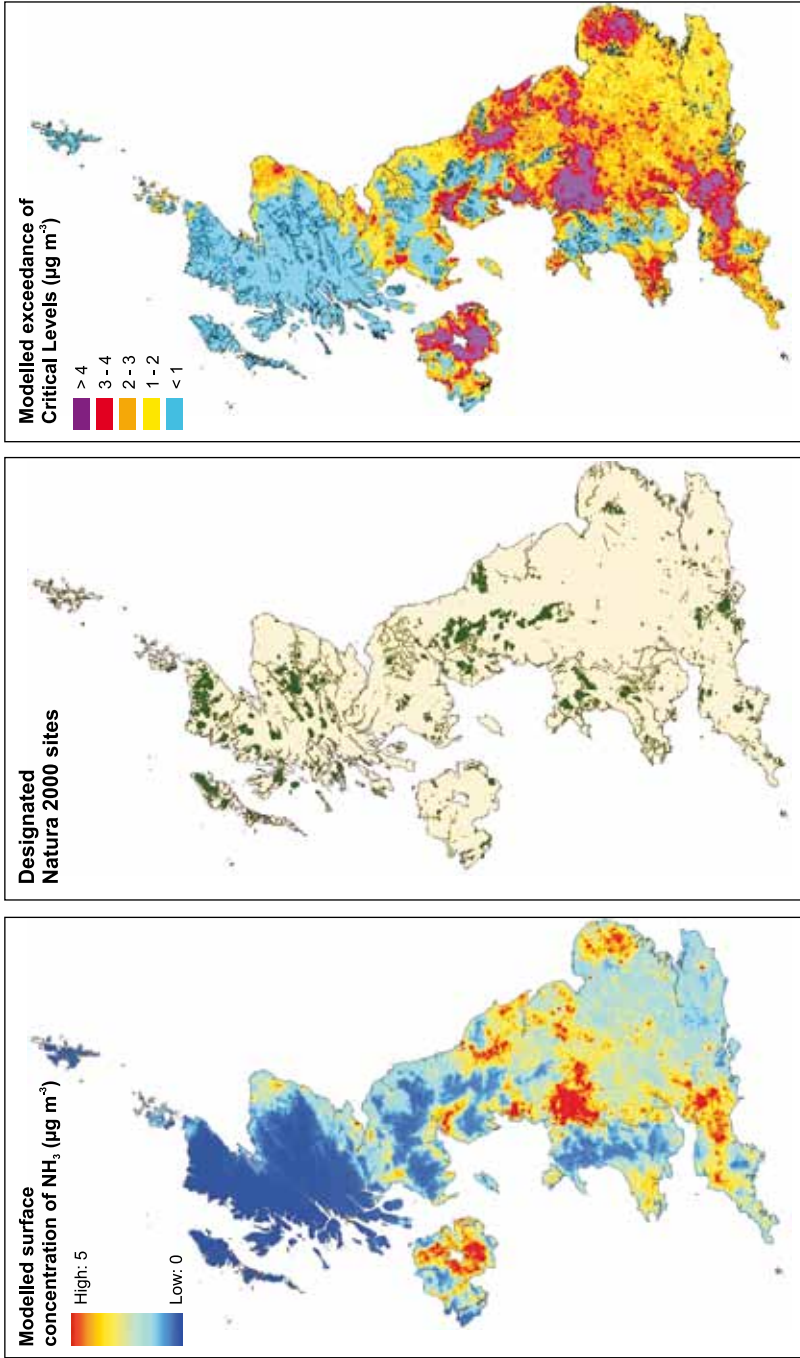 Modelled surface
concentration of NH₃ (µg m⁻³)
High: 5
Low: 0
Designated
Natura 2000 sites
Modelled exceedance of
Critical Levels (µg m⁻³)
> 4
3 - 4
2 - 3
1 - 2
< 1